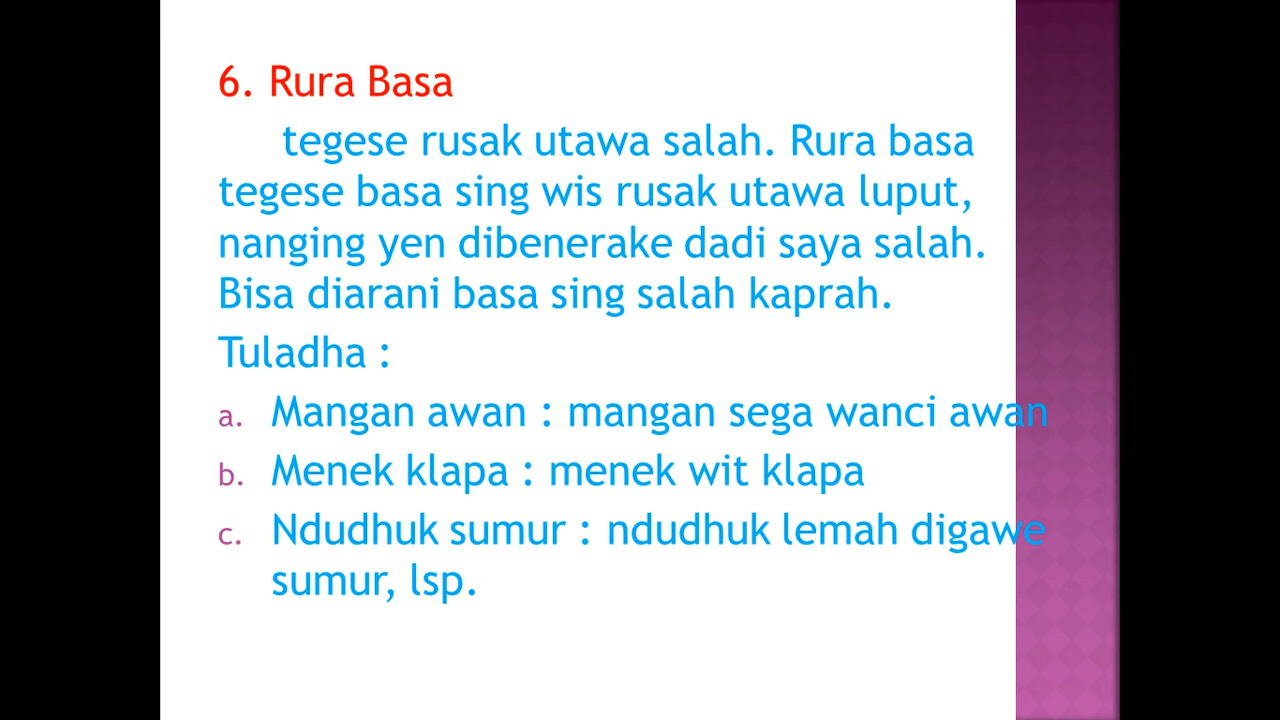 6. Rura Basa
tegese rusak utawa salah. Rura basa
tegese basa sing wis rusak utawa luput,
nanging yen dibenerake dadi saya salah.
Bisa diarani basa sing salah kaprah.
Tuladha :
a. Mangan awan : mangan sega wanci awan
b. Menek klapa : menek wit klapa
c. Ndudhuk sumur : ndudhuk lemah digawe
sumur, lsp.